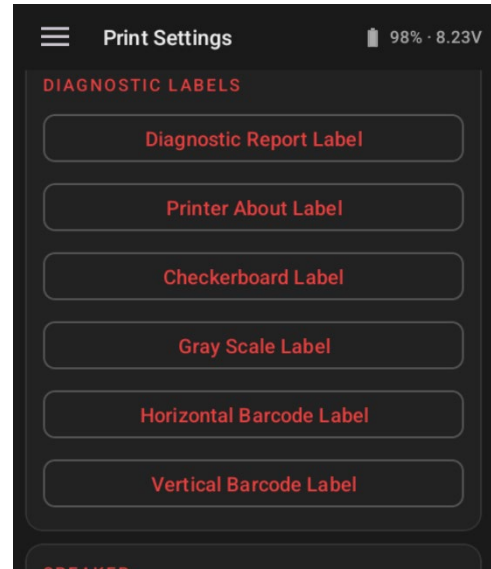 Print Settings 98% · 8.23V
DIAGNOSTIC LABELS
Diagnostic Report Label
Printer About Label
Checkerboard Label
Gray Scale Label
Horizontal Barcode Label
Vertical Barcode Label